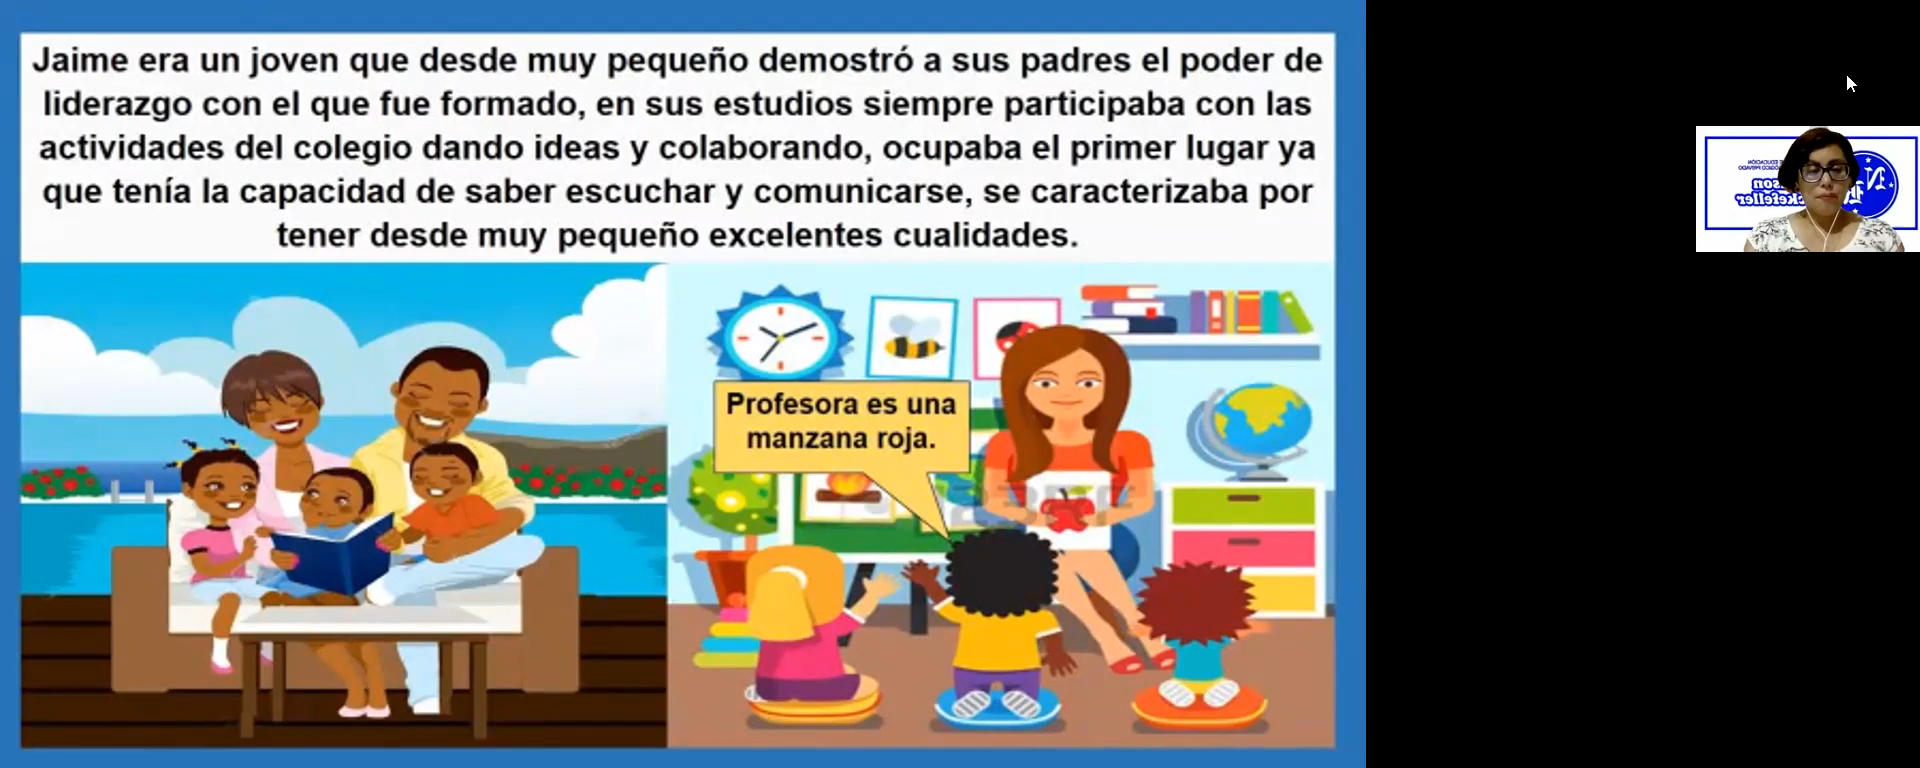 Jaime era un joven que desde muy pequeño demostró a sus padres el poder de
liderazgo con el que fue formado, en sus estudios siempre participaba con las
actividades del colegio dando ideas y colaborando, ocupaba el primer lugar ya
que tenía la capacidad de saber escuchar y comunicarse, se caracterizaba por
tener desde muy pequeño excelentes cualidades.
Profesora es una
manzana roja.